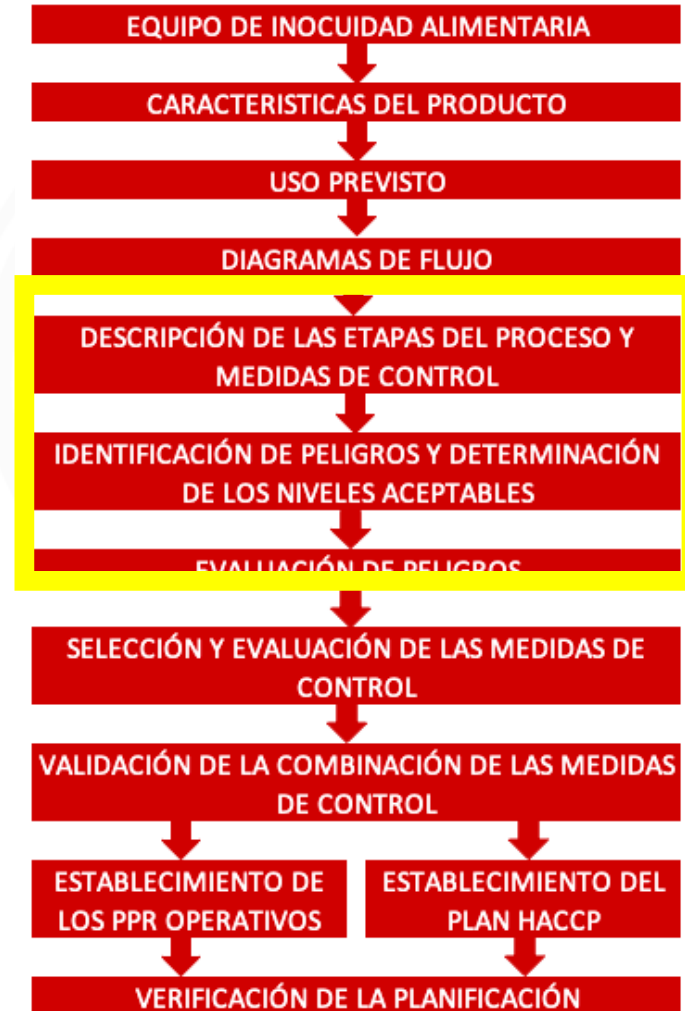 EQUIPO DE INOCUIDAD ALIMENTARIA
CARACTERISTICAS DEL PRODUCTO
USO PREVISTO
DIAGRAMAS DE FLUJO
DESCRIPCIÓN DE LAS ETAPAS DEL PROCESO Y
MEDIDAS DE CONTROL
IDENTIFICACIÓN DE PELIGROS Y DETERMINACIÓN
DE LOS NIVELES ACEPTABLES
EVALUACIÓN DE PELIGROS
SELECCIÓN Y EVALUACIÓN DE LAS MEDIDAS DE
CONTROL
VALIDACIÓN DE LA COMBINACIÓN DE LAS MEDIDAS
DE CONTROL
ESTABLECIMIENTO DE
LOS PPR OPERATIVOS
ESTABLECIMIENTO DEL
PLAN HACCP
VERIFICACIÓN DE LA PLANIFICACIÓN